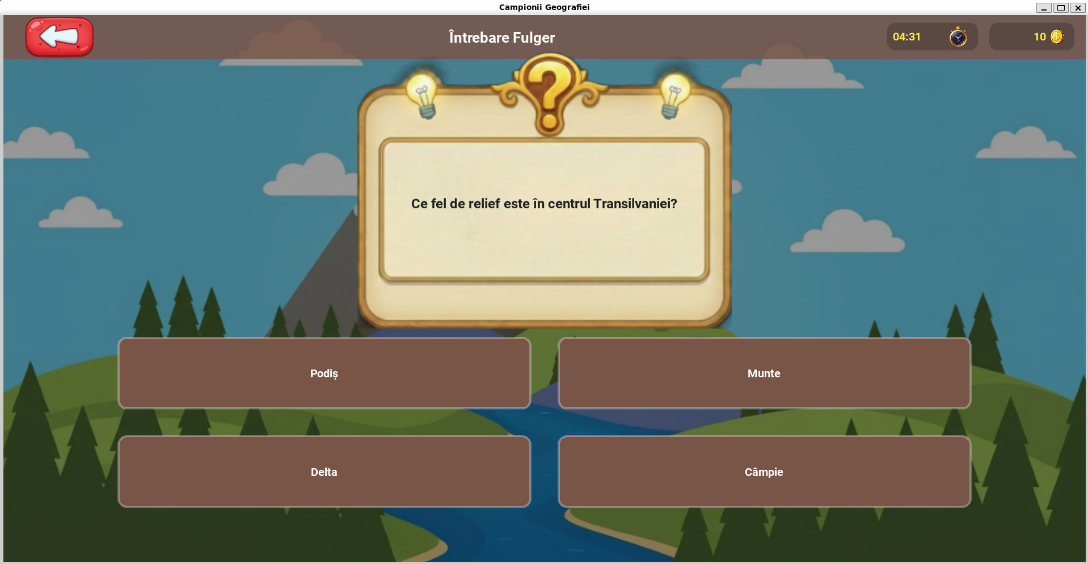 Campionii Geografiei
Întrebare Fulger
04:31
10
Ce fel de relief este în centrul Transilvaniei?
Podiș
Munte
Delta
Câmpie